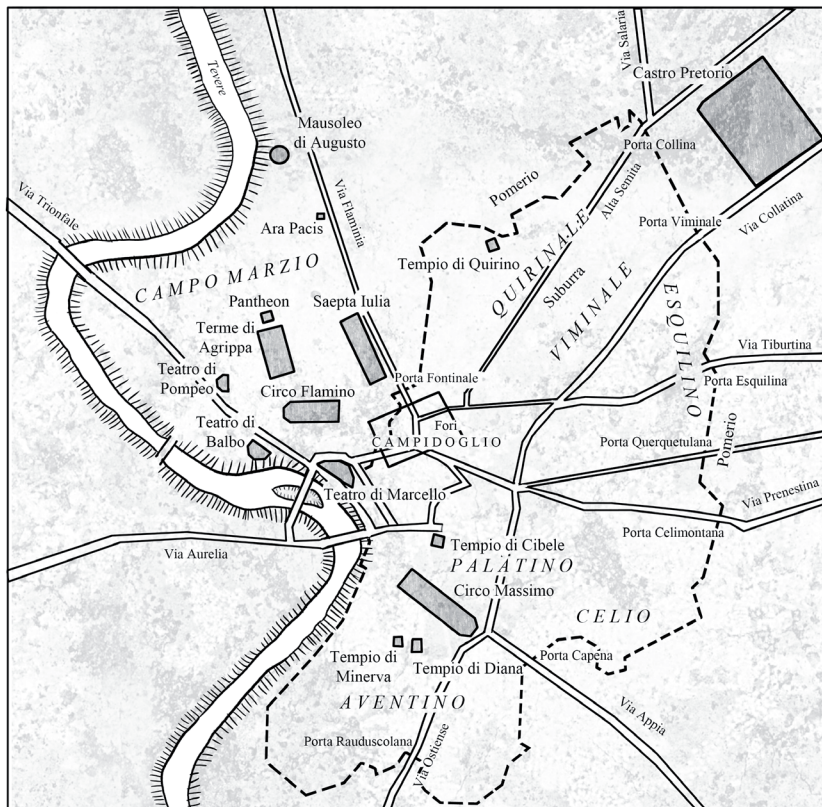 Via Salaria
Castro Pretorio
Tevere
Mausoleo
di Augusto
Porta Collina
Pomerio
Alta Semita
Via Trionfale
Via Flaminia
Ara Pacis
Porta Viminale
Via Collatina
Tempio di Quirino
QUIRINALE
CAMPO MARZIO
Suburra
VIMINALE
ESQUILINO
Pantheon
Saepta Iulia
Terme di
Agrippa
Via Tiburtina
Teatro di
Pompeo
Porta Fontinale
Porta Esquilina
Circo Flamino
Teatro di
Balbo
Fori
CAMPIDOGLIO
Porta Querquetulana
Pomerio
Teatro di Marcello
Via Prenestina
Porta Celimontana
Via Aurelia
Tempio di Cibele
PALATINO
Circo Massimo
CELIO
Tempio di
Minerva
Tempio di Diana
Porta Capena
AVENTINO
Via Appia
Porta Rauduscolana
Via Ostiense